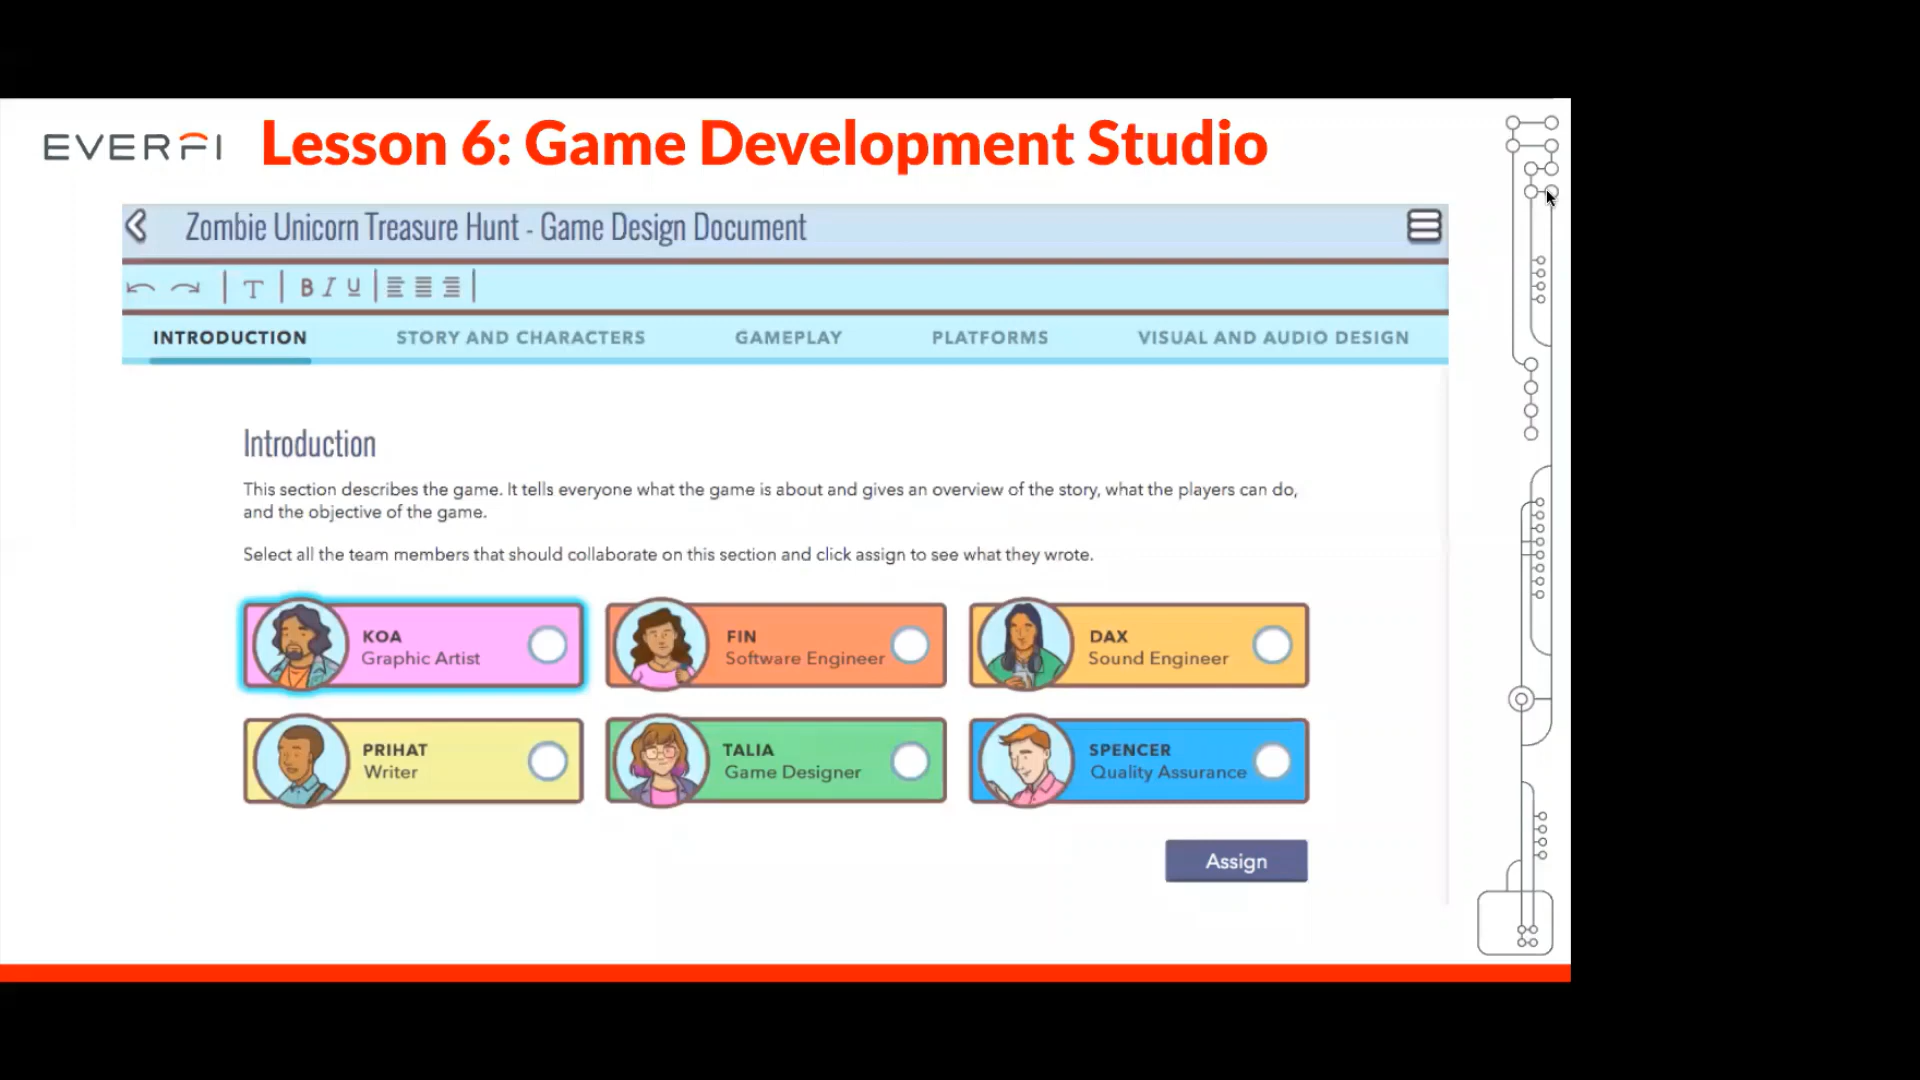 EVERFI
Lesson 6: Game Development Studio
Zombie Unicorn Treasure Hunt - Game Design Document
T B I U
INTRODUCTION STORY AND CHARACTERS GAMEPLAY PLATFORMS VISUAL AND AUDIO DESIGN
Introduction
This section describes the game. It tells everyone what the game is about and gives an overview of the story, what the players can do,
and the objective of the game.
Select all the team members that should collaborate on this section and click assign to see what they wrote.
KOA
Graphic Artist
FIN
Software Engineer
DAX
Sound Engineer
PRIHAT
Writer
TALIA
Game Designer
SPENCER
Quality Assurance
Assign